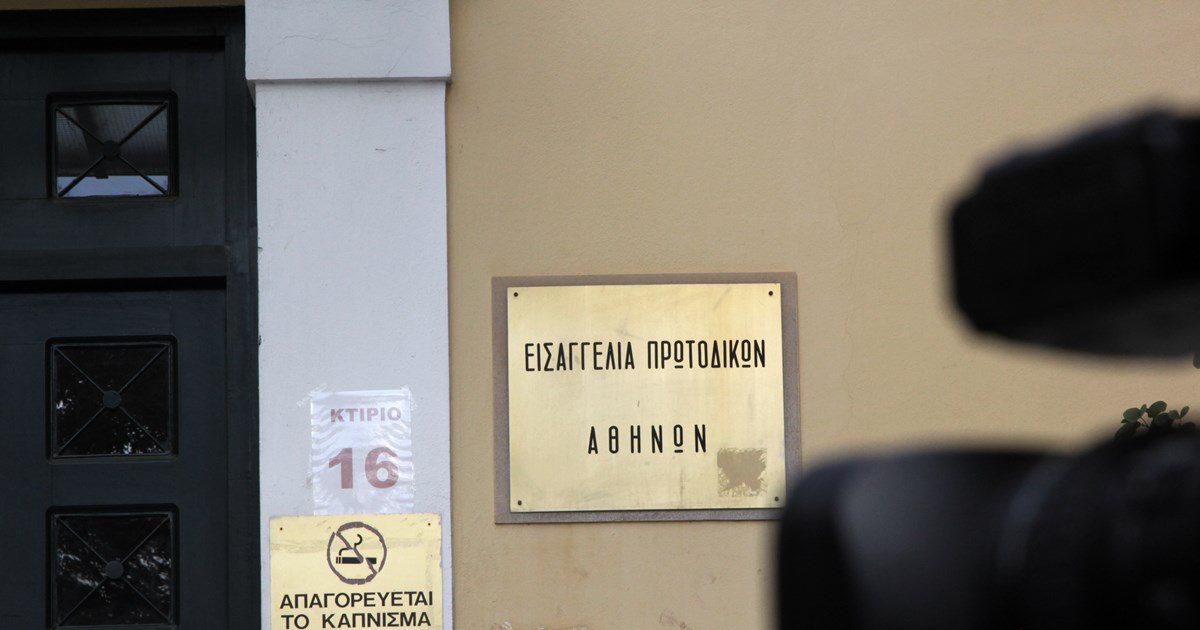 ΕΙΣΑΓΓΕΛΙΑ ΠΡΩΤΟΔΙΚΩΝ
ΑΘΗΝΩΝ
ΚΤΙΡΙΟ
16
ΑΠΑΓΟΡΕΥΕΤΑΙ
ΤΟ ΚΑΠΝΙΣΜΑ